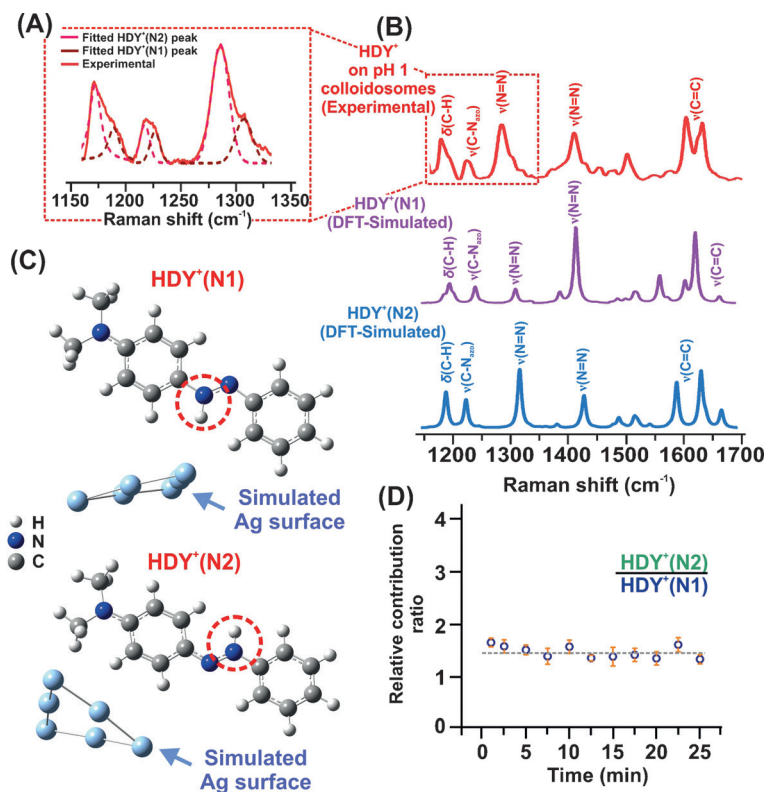 (A)
Fitted HDY⁺(N2) peak
Fitted HDY⁺(N1) peak
Experimental
1150 1200 1250 1300 1350
Raman shift (cm⁻¹)
HDY⁺
on pH 1
colloidosomes
(Experimental)
(B)
δ(C-H)
ν(C-Nazo)
ν(N=N)
ν(N=N)
ν(C=C)
HDY⁺(N1)
(DFT-Simulated)
δ(C-H)
ν(C-Nazo)
ν(N=N)
ν(N=N)
ν(C=C)
HDY⁺(N2)
(DFT-Simulated)
δ(C-H)
ν(C-Nazo)
ν(N=N)
ν(N=N)
ν(C=C)
1200 1300 1400 1500 1600 1700
Raman shift (cm⁻¹)
(C)
HDY⁺(N1)
Simulated
Ag surface
H
N
C
HDY⁺(N2)
Simulated
Ag surface
(D)
Relative contribution
ratio
4
3
2
1
0
HDY⁺(N2)
HDY⁺(N1)
0 5 10 15 20 25
Time (min)